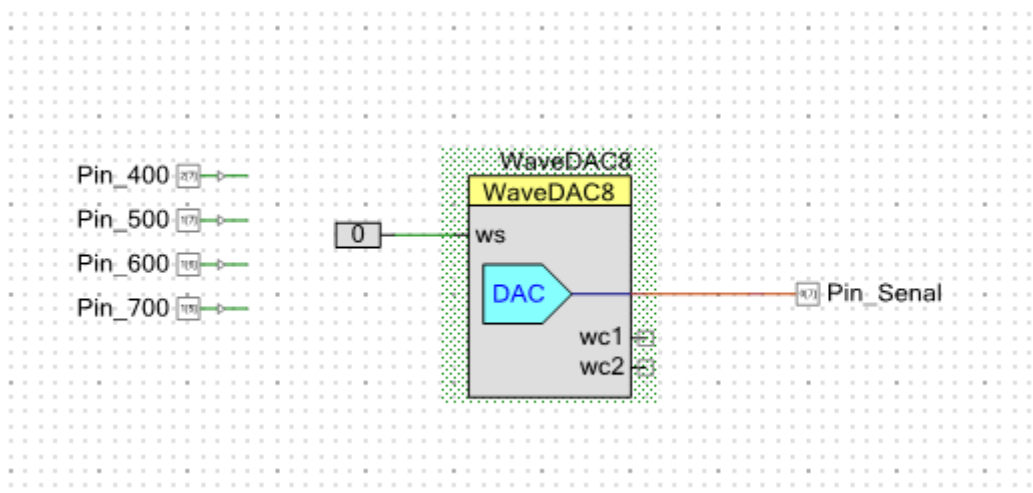 WaveDAC8
Pin_400
WaveDAC8
Pin_500
0
ws
Pin_600
DAC
Pin_Senal
Pin_700
wc1
wc2